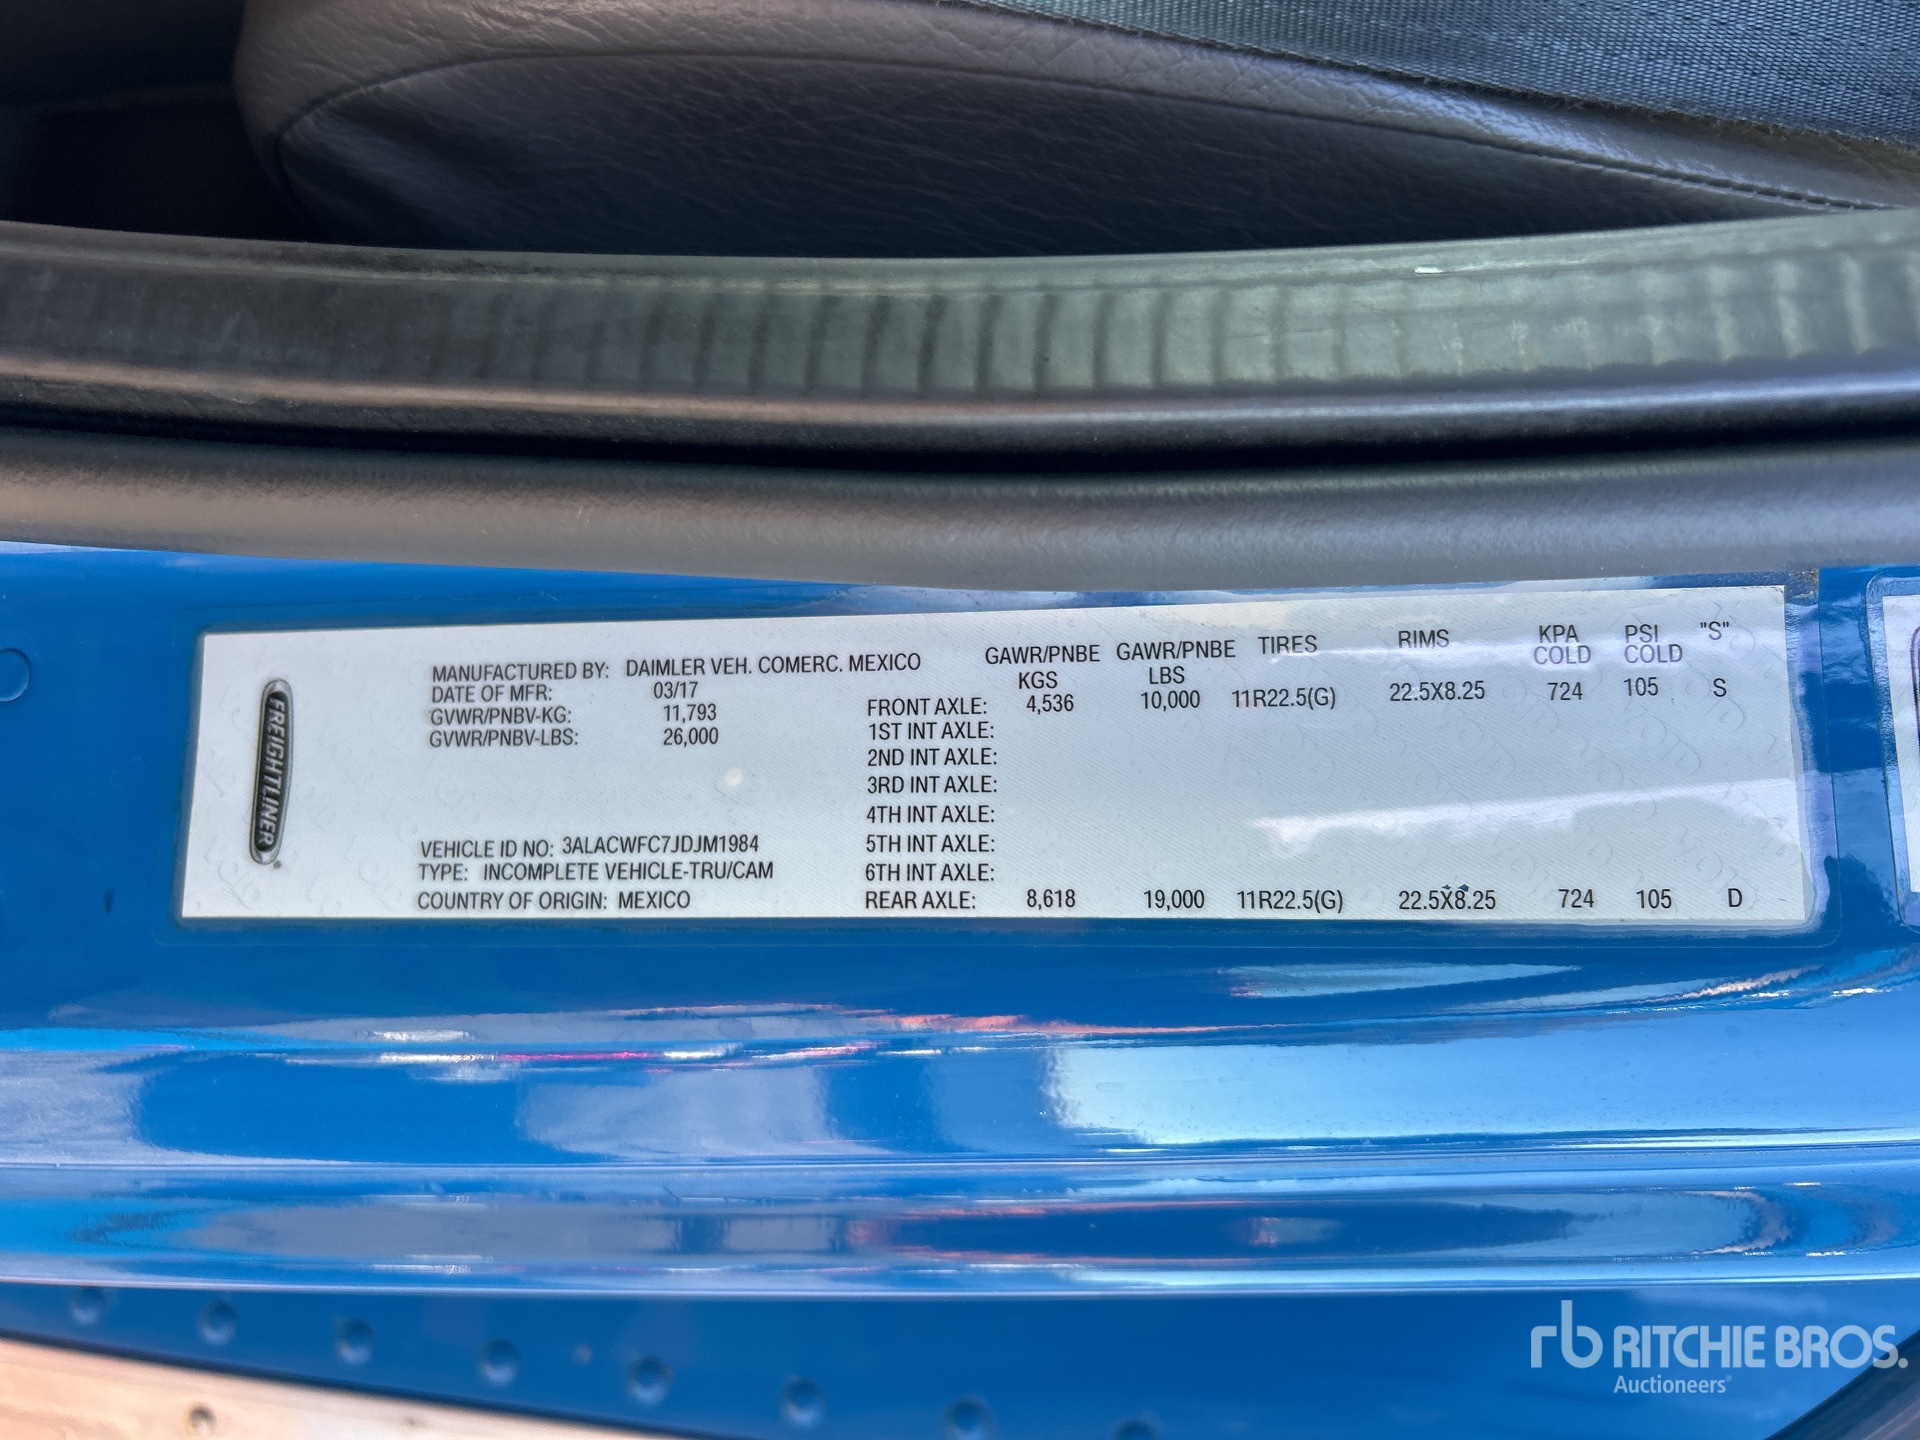 FREIGHTLINER
MANUFACTURED BY: DAIMLER VEH. COMERC. MEXICO
DATE OF MFR: 03/17
GVWR/PNBV-KG: 11,793
GVWR/PNBV-LBS: 26,000
VEHICLE ID NO: 3ALACWFC7JDJM1984
TYPE: INCOMPLETE VEHICLE-TRU/CAM
COUNTRY OF ORIGIN: MEXICO
GAWR/PNBE GAWR/PNBE TIRES RIMS KPA PSI "S"
KGS LBS COLD COLD
FRONT AXLE: 4,536 10,000 11R22.5(G) 22.5X8.25 724 105 S
1ST INT AXLE:
2ND INT AXLE:
3RD INT AXLE:
4TH INT AXLE:
5TH INT AXLE:
6TH INT AXLE:
REAR AXLE: 8,618 19,000 11R22.5(G) 22.5X8.25 724 105 D
rb RITCHIE BROS.
Auctioneers